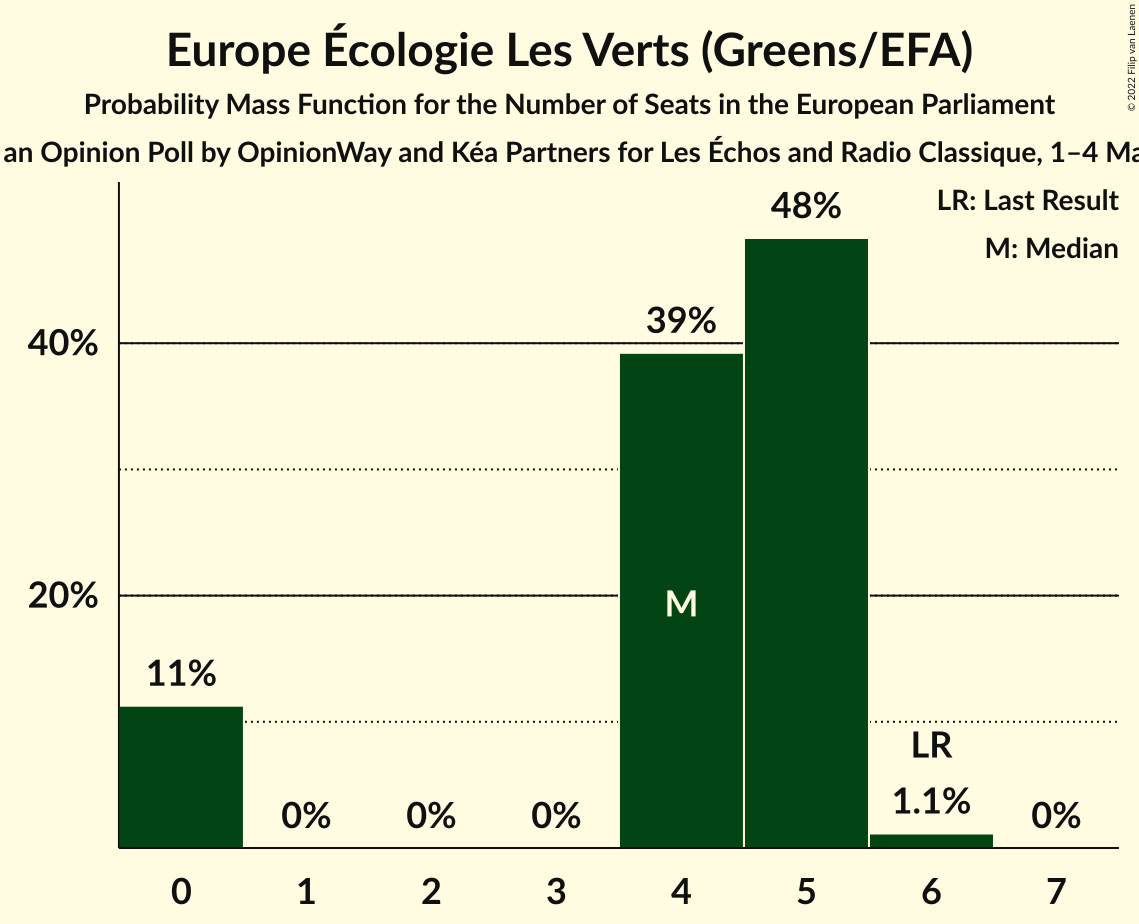 Europe Écologie Les Verts (Greens/EFA)
Probability Mass Function for the Number of Seats in the European Parliament
an Opinion Poll by OpinionWay and Kéa Partners for Les Échos and Radio Classique, 1–4 Ma
© 2022 Filip van Laenen
LR: Last Result
M: Median
48%
39%
40%
20%
M
11%
LR
0%
0%
0%
1.1%
0%
0
1
2
3
4
5
6
7